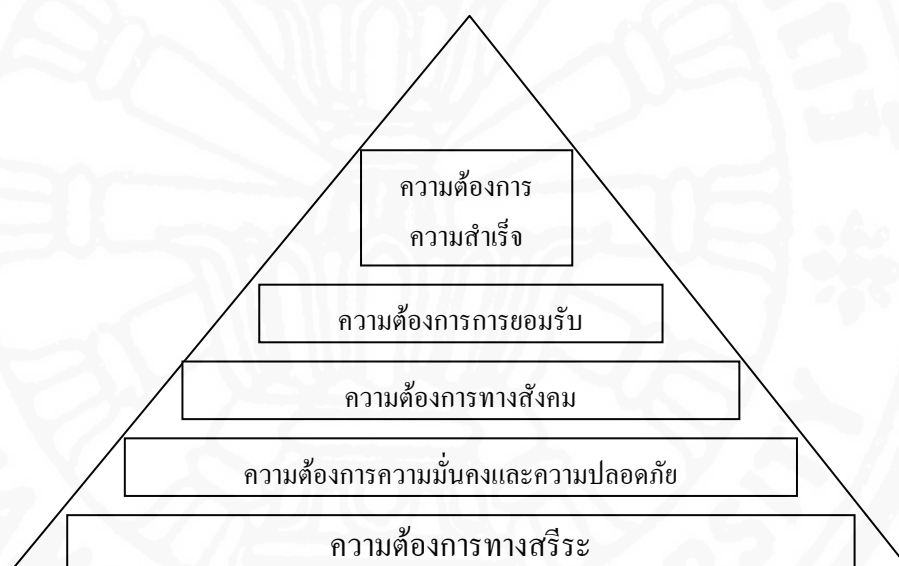 ความต้องการ
ความสำเร็จ
ความต้องการการยอมรับ
ความต้องการทางสังคม
ความต้องการความมั่นคงและความปลอดภัย
ความต้องการทางสรีระ